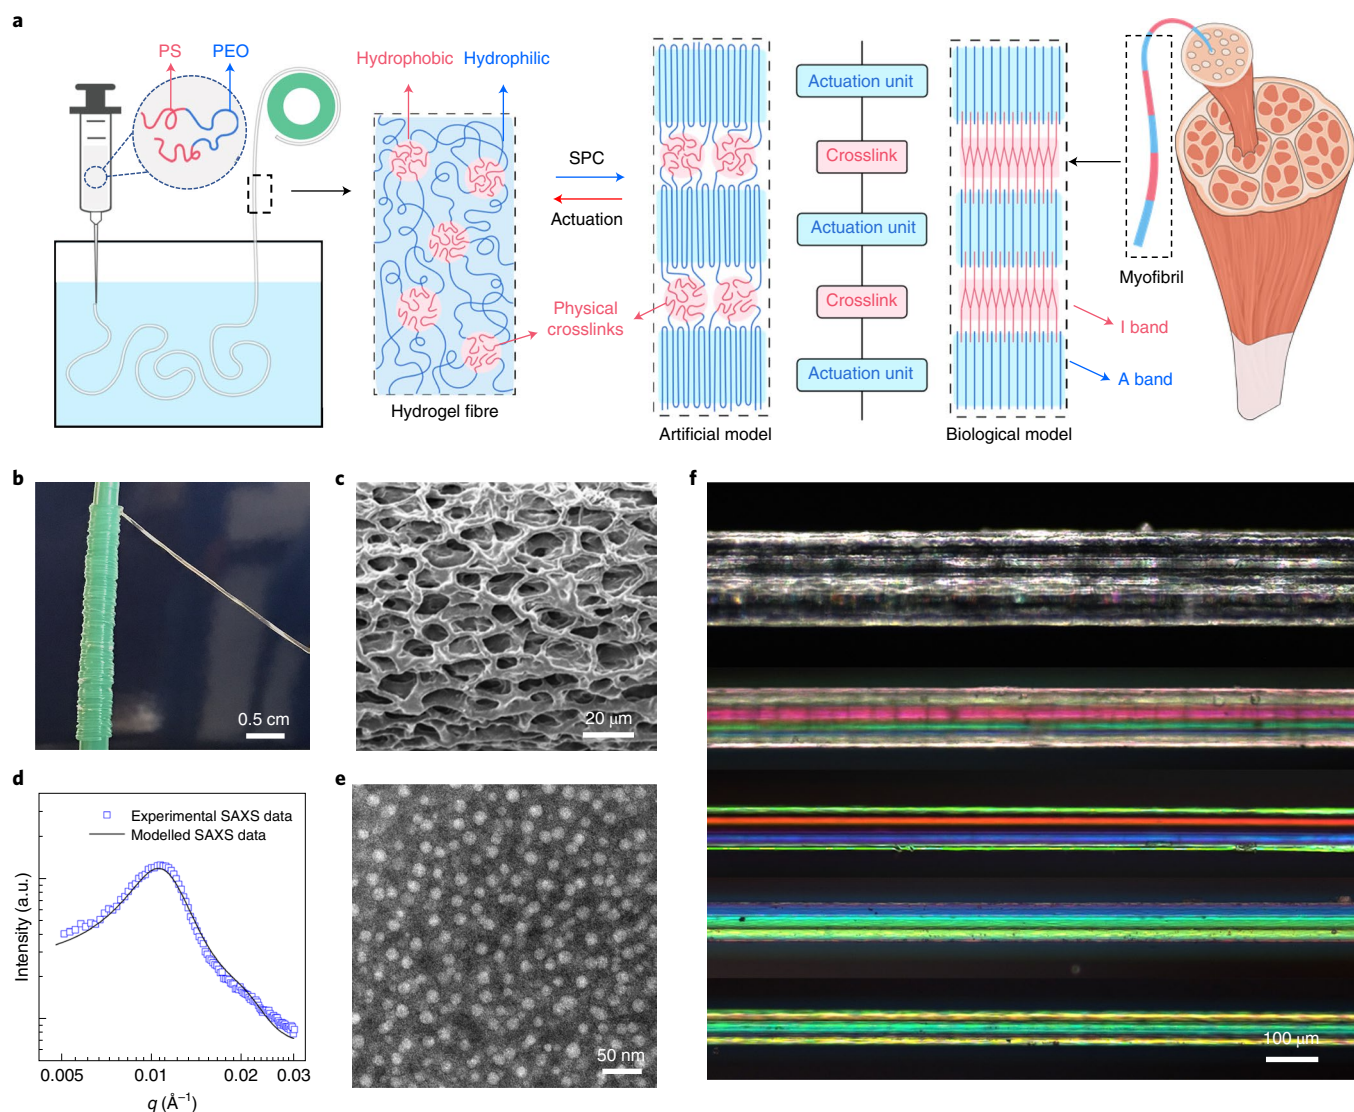 a
PS
PEO
Hydrophobic
Hydrophilic
SPC
Actuation
Physical
crosslinks
Hydrogel fibre
Artificial model
Actuation unit
Crosslink
Actuation unit
Crosslink
Actuation unit
Biological model
Myofibril
I band
A band
b
0.5 cm
c
20 μm
d
Experimental SAXS data
Modelled SAXS data
Intensity (a.u.)
0.005
0.01
0.02
0.03
q (Å⁻¹)
e
50 nm
f
100 μm